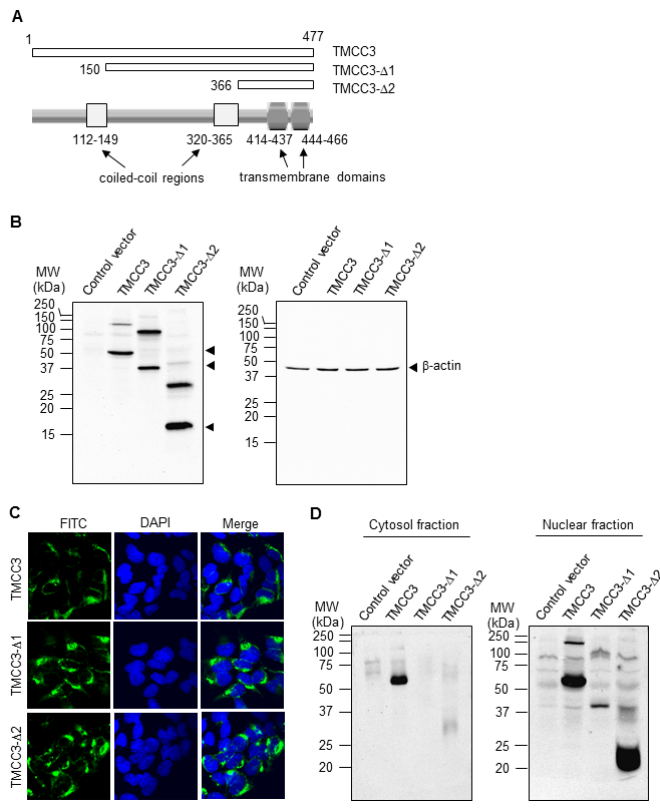 A
1 477
TMCC3
150 TMCC3-Δ1
366 TMCC3-Δ2
112-149 320-365 414-437 444-466
coiled-coil regions transmembrane domains
B
Control vector TMCC3 TMCC3-Δ1 TMCC3-Δ2 Control vector TMCC3 TMCC3-Δ1 TMCC3-Δ2
MW MW
(kDa) (kDa)
250 250
150 150
100 100
75 75
50 50 β-actin
37 37
25 25
20 20
15 15
C
FITC DAPI Merge
TMCC3
TMCC3-Δ1
TMCC3-Δ2
D
Cytosol fraction Nuclear fraction
Control vector TMCC3 TMCC3-Δ1 TMCC3-Δ2 Control vector TMCC3 TMCC3-Δ1 TMCC3-Δ2
MW MW
(kDa) (kDa)
250 250
100 100
75 75
50 50
37 37
25 25
20 20